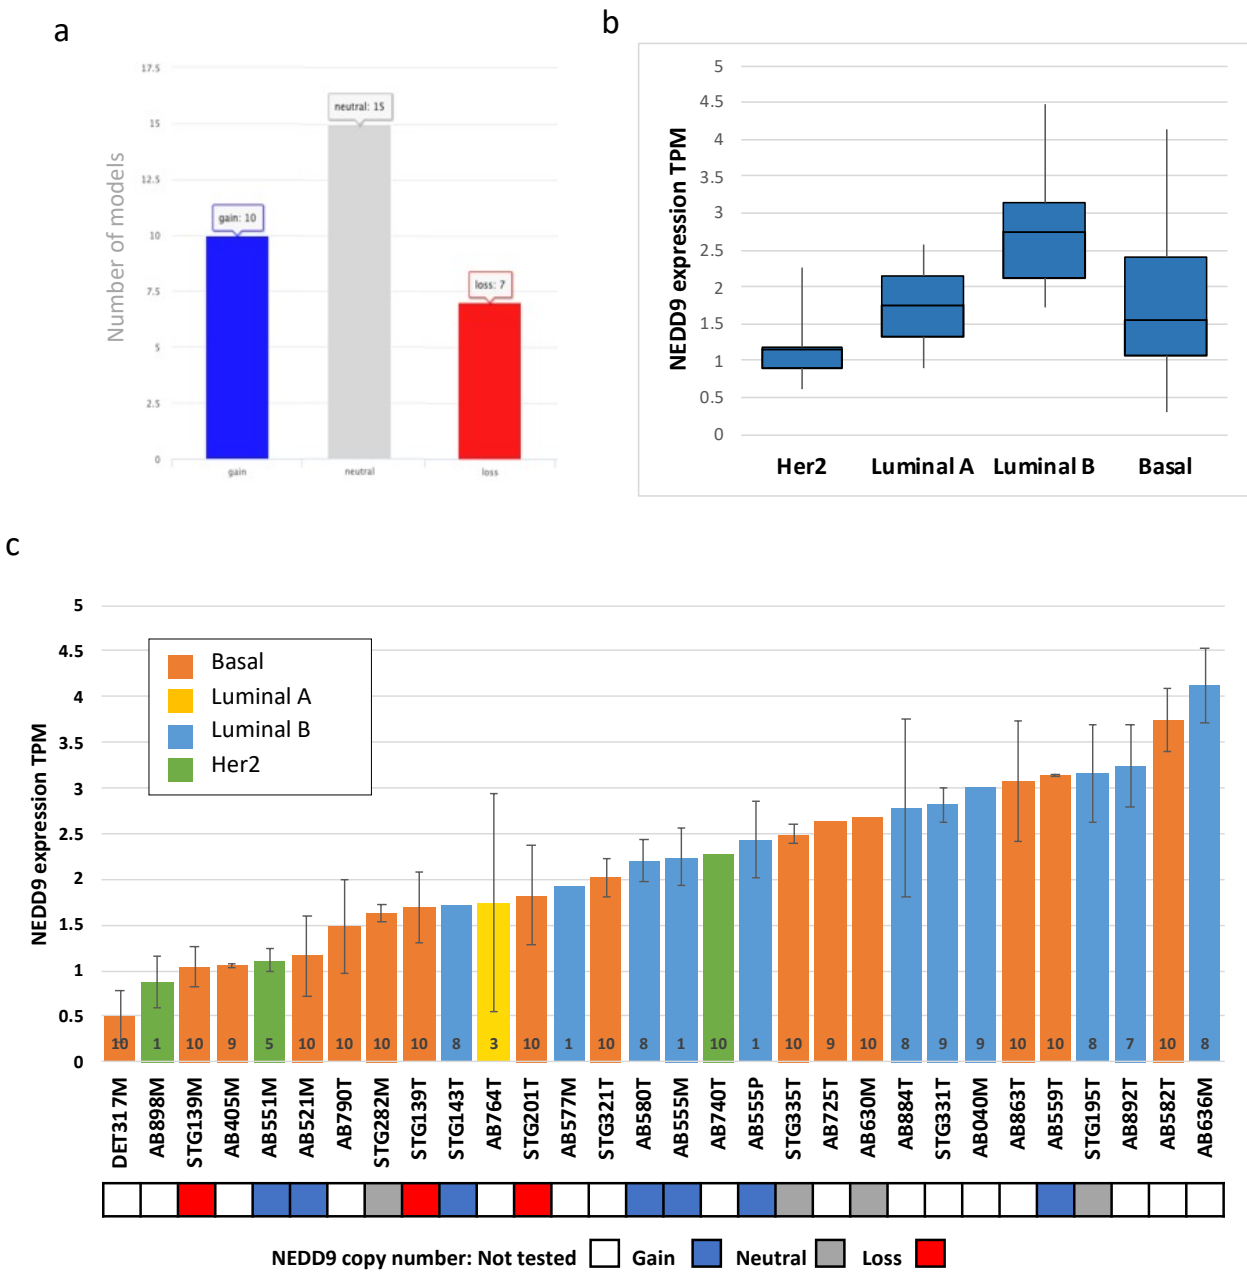 a
17.5
15
12.5
10
7.5
5
2.5
0
Number of models
gain: 10
neutral: 15
loss: 7
gain neutral loss
b
5
4.5
4
3.5
3
2.5
2
1.5
1
0.5
0
NEDD9 expression TPM
Her2 Luminal A Luminal B Basal
c
5
4.5
4
3.5
3
2.5
2
1.5
1
0.5
0
NEDD9 expression TPM
Basal
Luminal A
Luminal B
Her2
10 1 10 9 5 10 10 10 10 8 3 10 1 10 8 1 10 1 10 9 10 8 9 9 10 10 8 7 10 8
DET317M
AB898M
STG139M
AB405M
AB551M
AB521M
AB790T
STG282M
STG139T
STG143T
AB764T
STG201T
AB577M
STG321T
AB580T
AB555M
AB740T
AB555P
STG335T
AB725T
AB630M
AB884T
STG331T
AB040M
AB863T
AB559T
STG195T
AB892T
AB582T
AB636M
NEDD9 copy number: Not tested Gain Neutral Loss